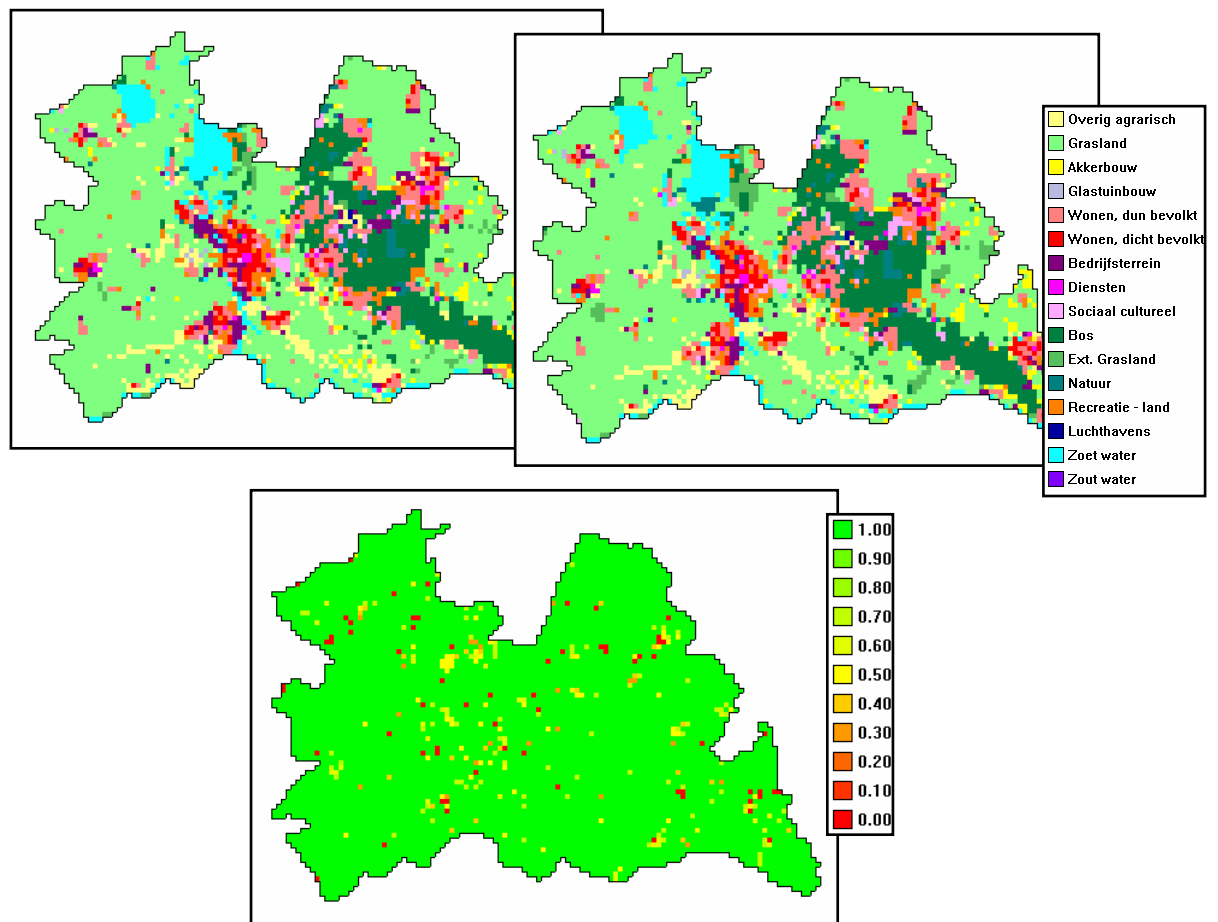 Overig agrarisch
Grasland
Akkerbouw
Glastuinbouw
Wonen, dun bevolkt
Wonen, dicht bevolkt
Bedrijfsterrein
Diensten
Sociaal cultureel
Bos
Ext. Grasland
Natuur
Recreatie - land
Luchthavens
Zoet water
Zout water
1.00
0.90
0.80
0.70
0.60
0.50
0.40
0.30
0.20
0.10
0.00